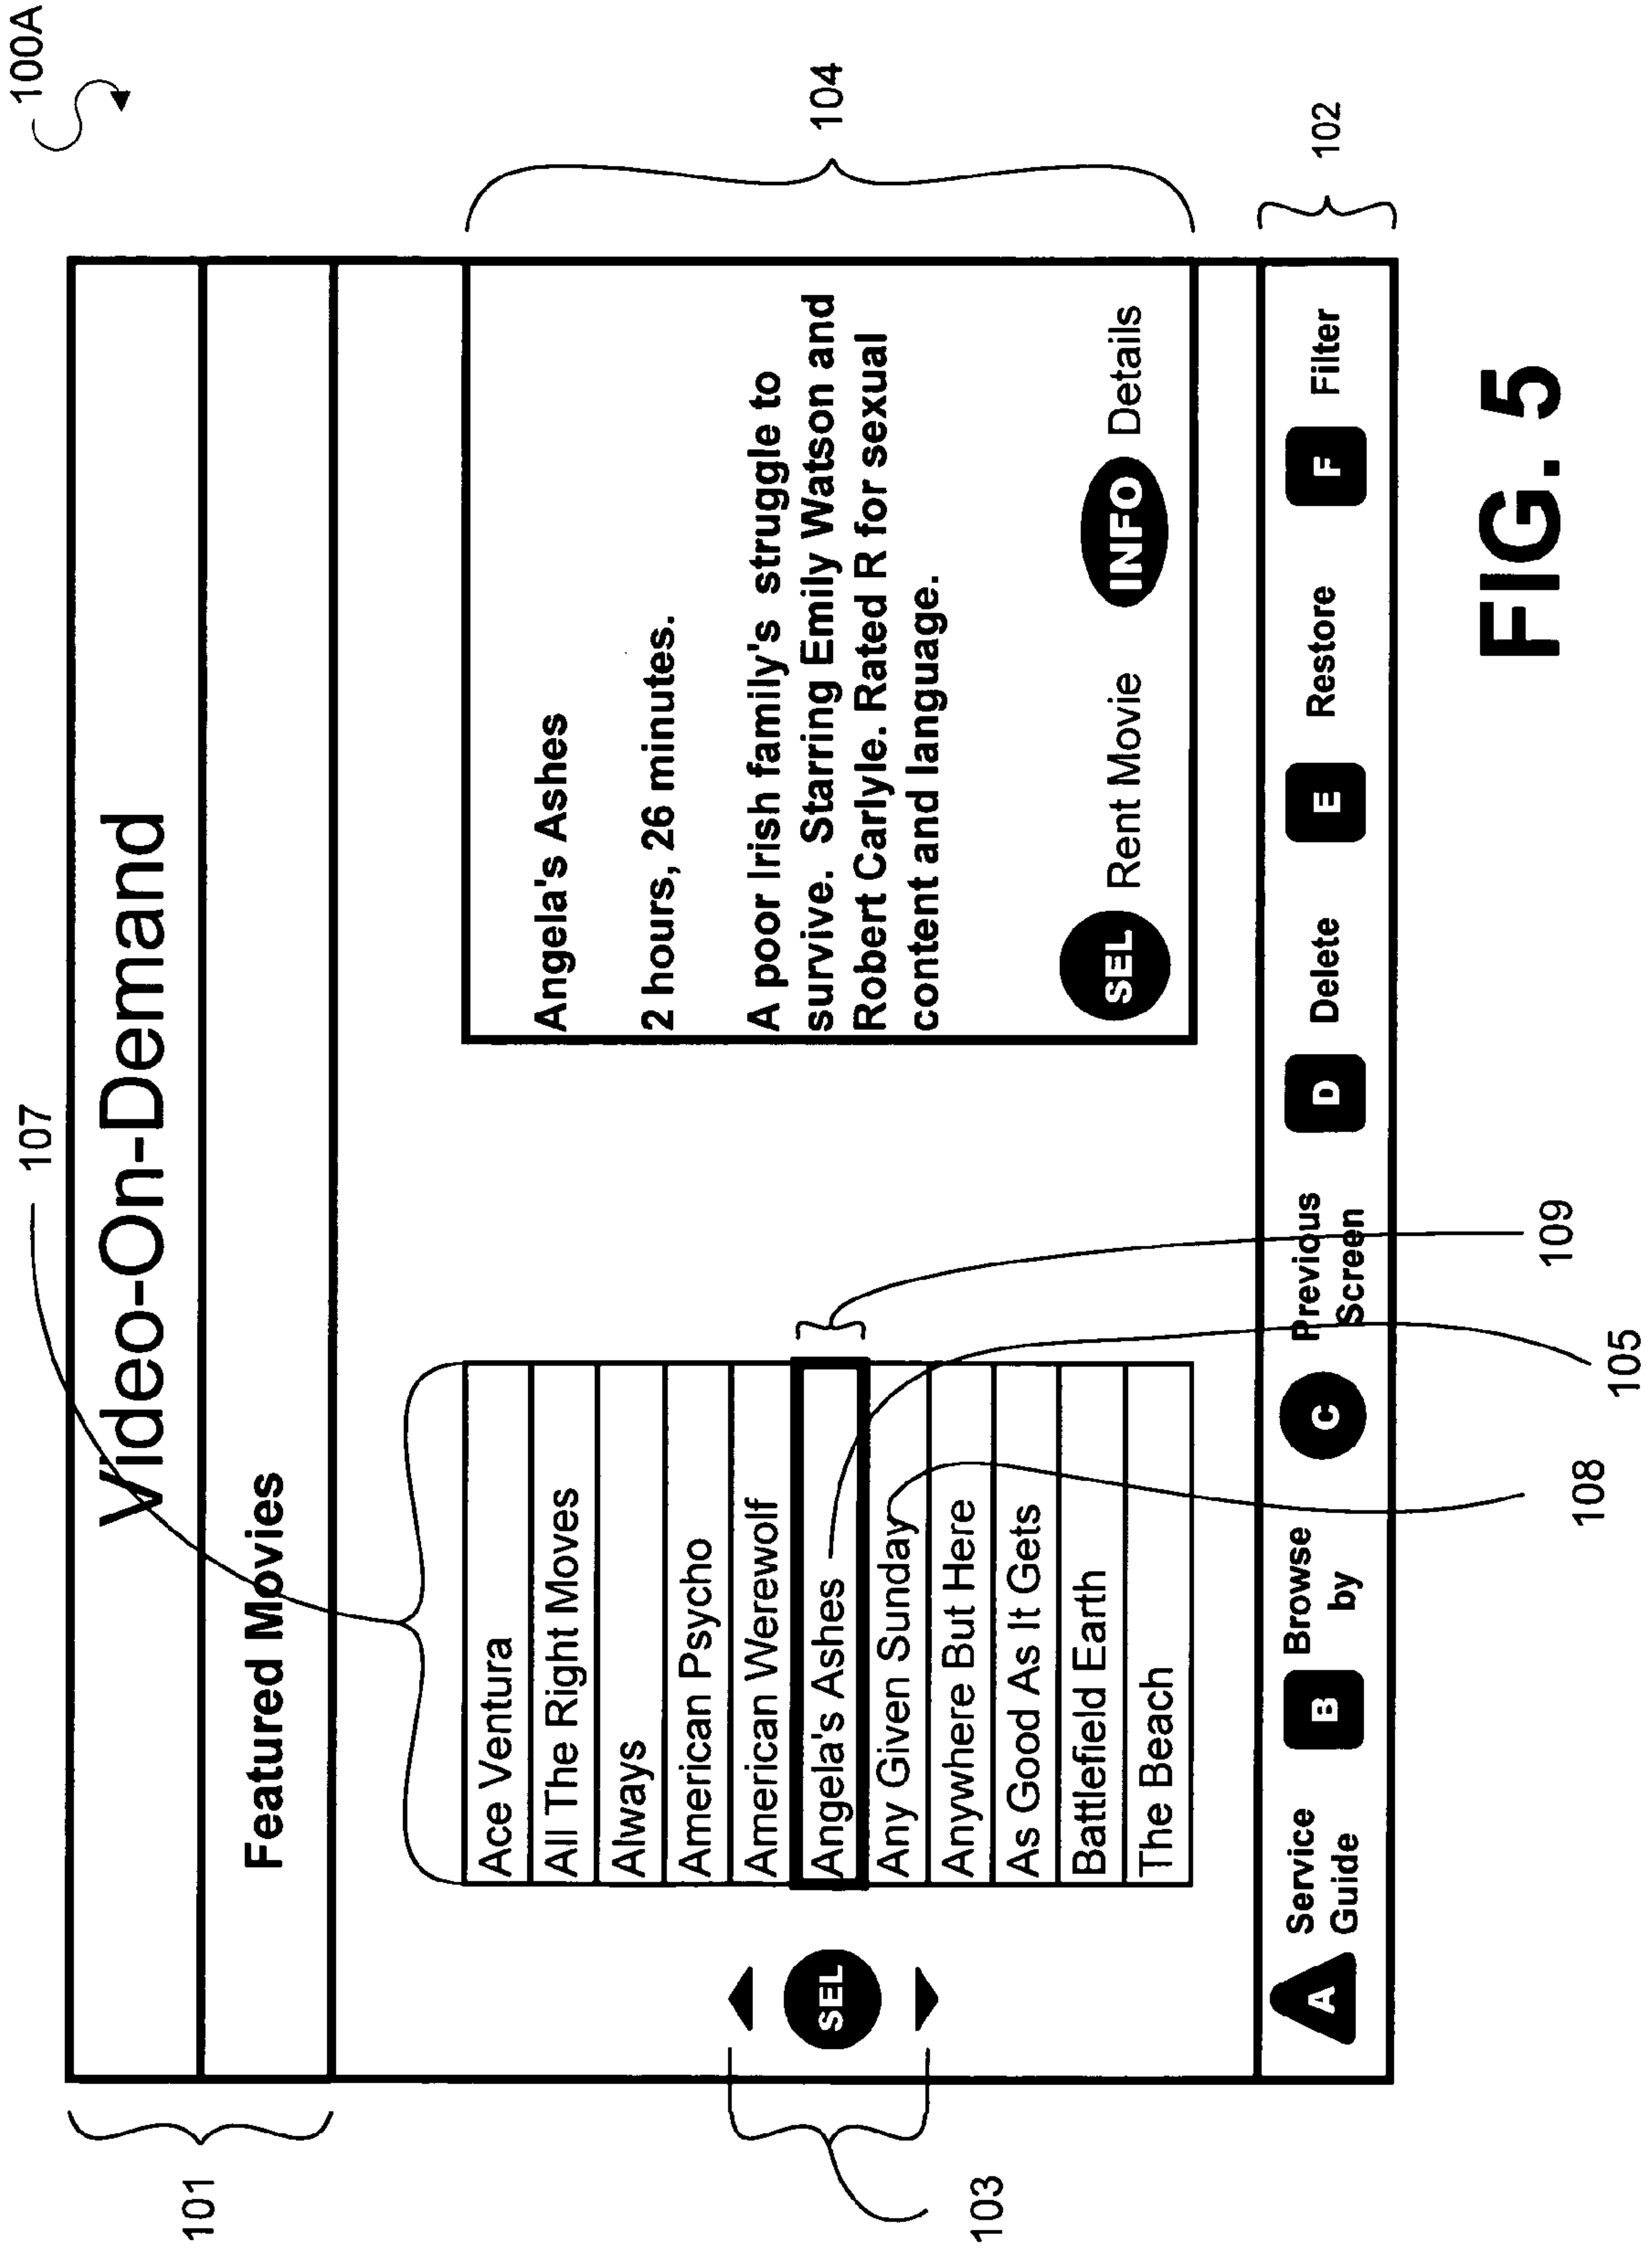 100A
107
Video-On-Demand
101
Featured Movies
Ace Ventura
All The Right Moves
Always
American Psycho
American Werewolf
Angela's Ashes
Any Given Sunday
Anywhere But Here
As Good As It Gets
Battlefield Earth
The Beach
SEL
103
Angela's Ashes
2 hours, 26 minutes.
A poor Irish family's struggle to
survive. Starring Emily Watson and
Robert Carlyle. Rated R for sexual
content and language.
SEL Rent Movie INFO Details
104
A Service
Guide
B Browse
by
C Previous
Screen
D Delete
E Restore
F Filter
102
108
105
109
FIG. 5